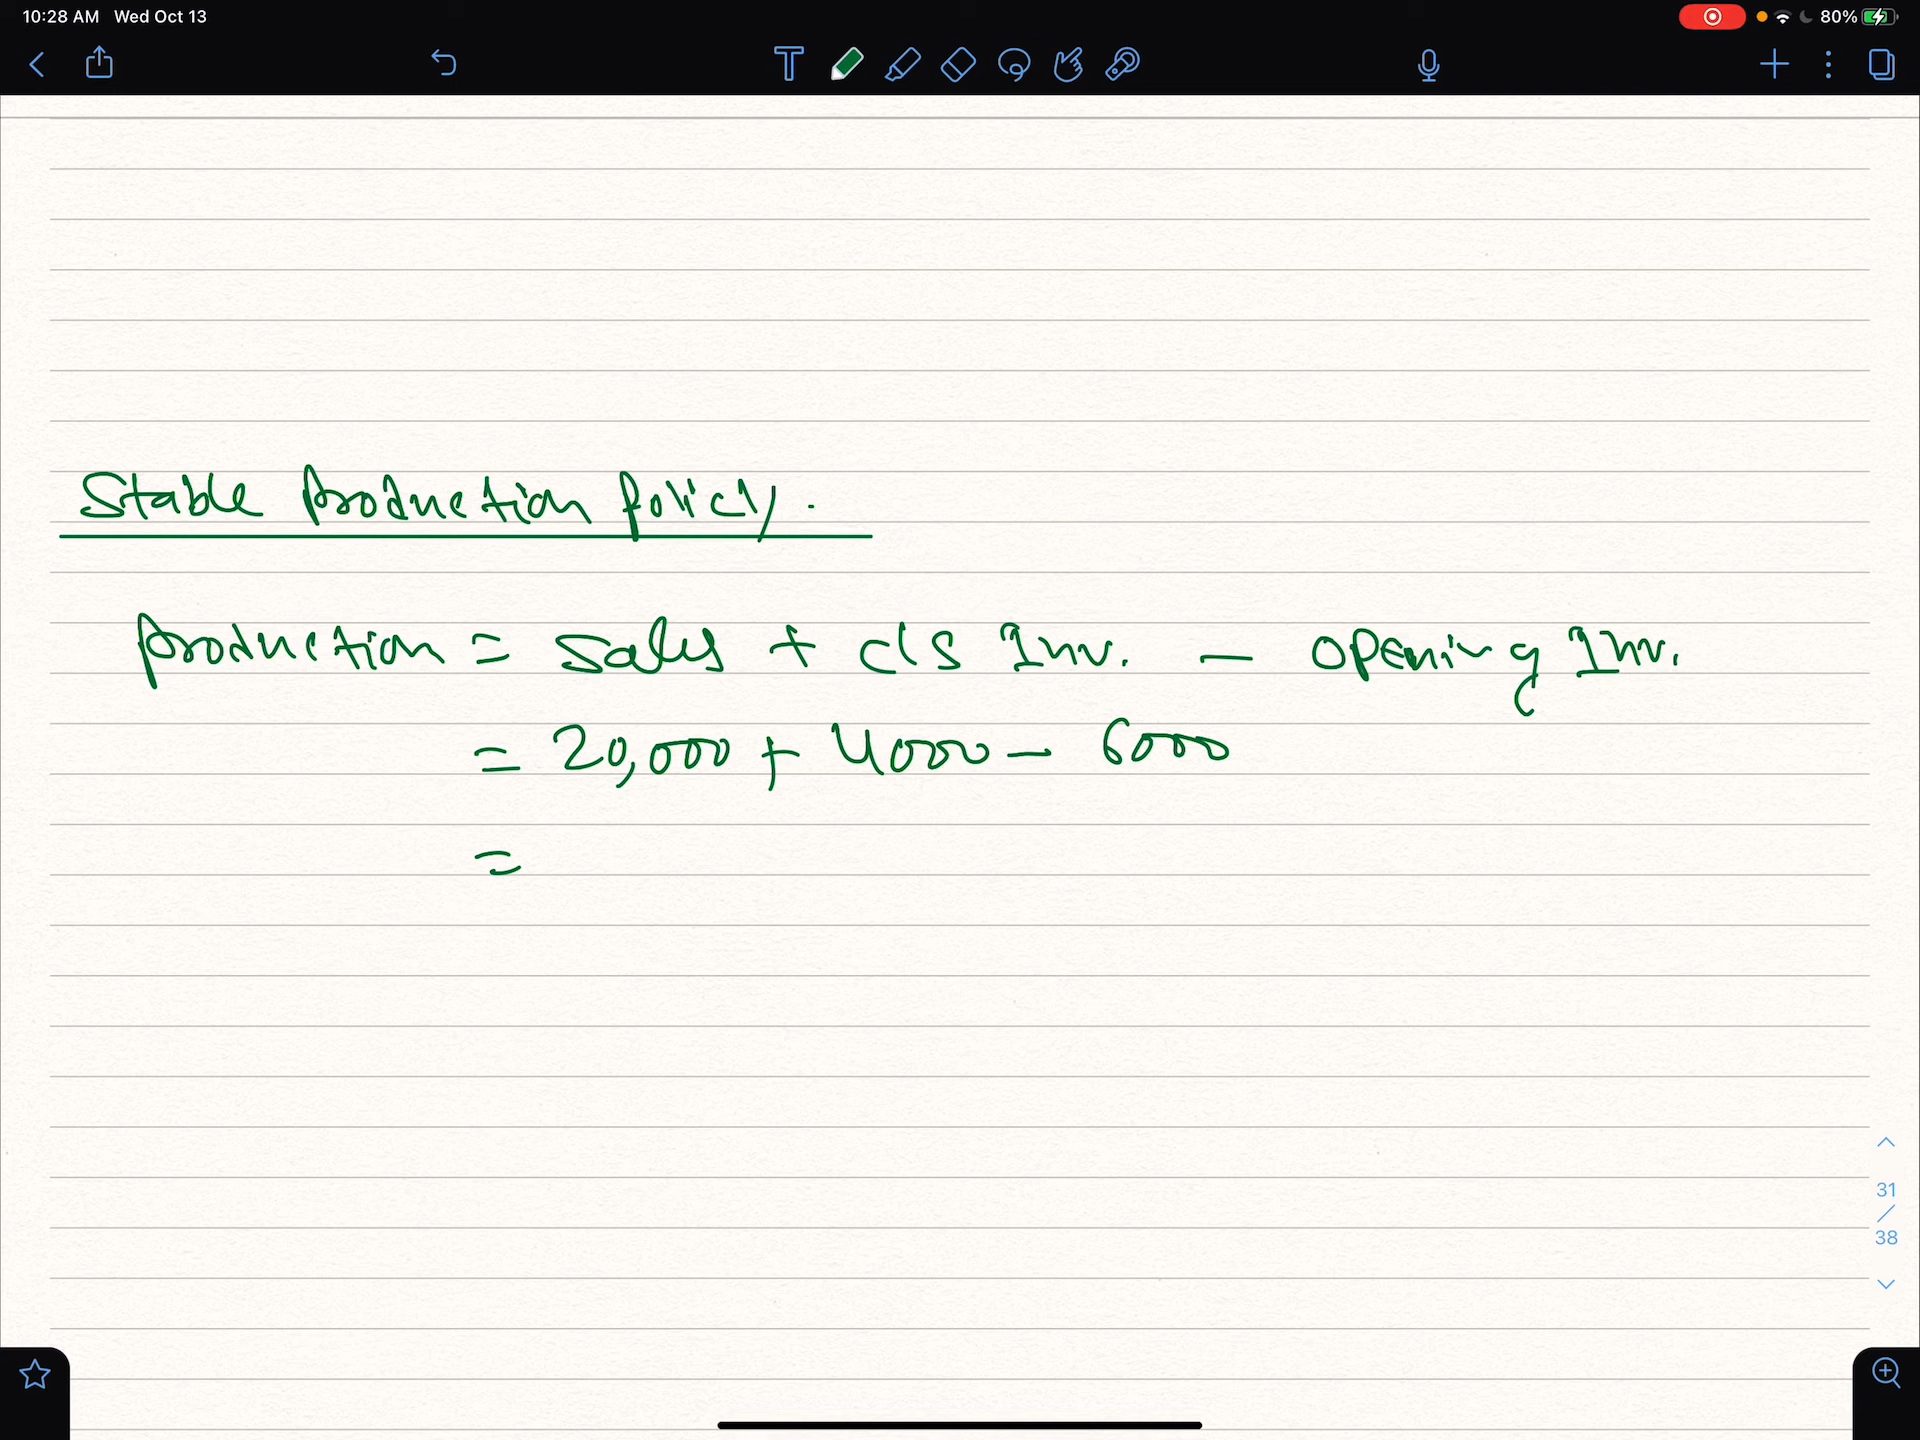 10:28 AM Wed Oct 13
80%
T
Stable Production Policy.
Production = Sales + cls Inv. - Opening Inv.
= 20,000 + 4000 - 6000
=
31
/
38